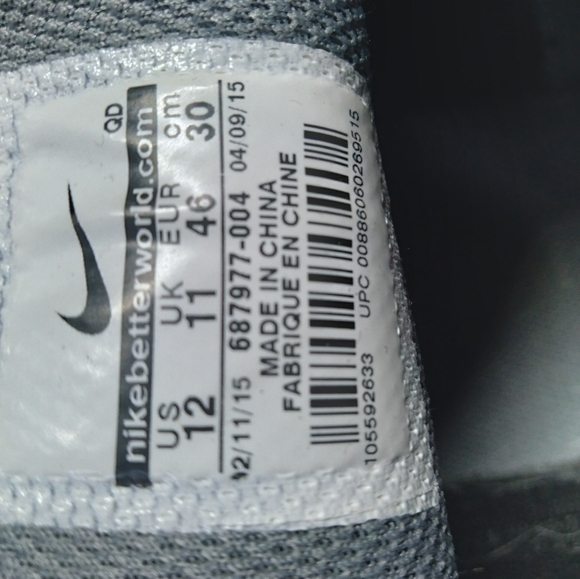 QD
nikebetterworld.com
US UK EUR cm
12 11 46 30
12/11/15 687977-004 04/09/15
MADE IN CHINA
FABRIQUE EN CHINE
105592633 UPC 00886060269515